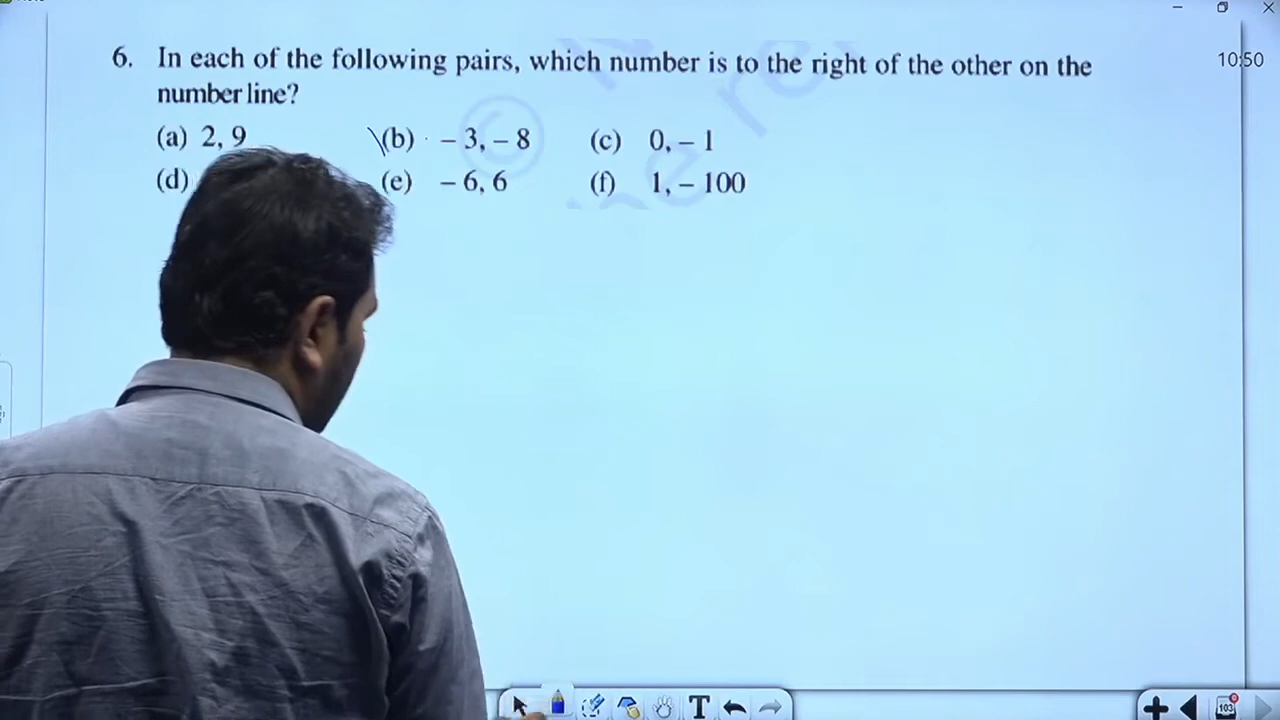 10:50
6. In each of the following pairs, which number is to the right of the other on the
number line?
(a) 2, 9 (b) – 3, – 8 (c) 0, – 1
(d) (e) – 6, 6 (f) 1, – 100
T
103